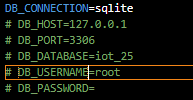 DB_CONNECTION=sqlite
# DB_HOST=127.0.0.1
# DB_PORT=3306
# DB_DATABASE=iot_25
# DB_USERNAME=root
# DB_PASSWORD=